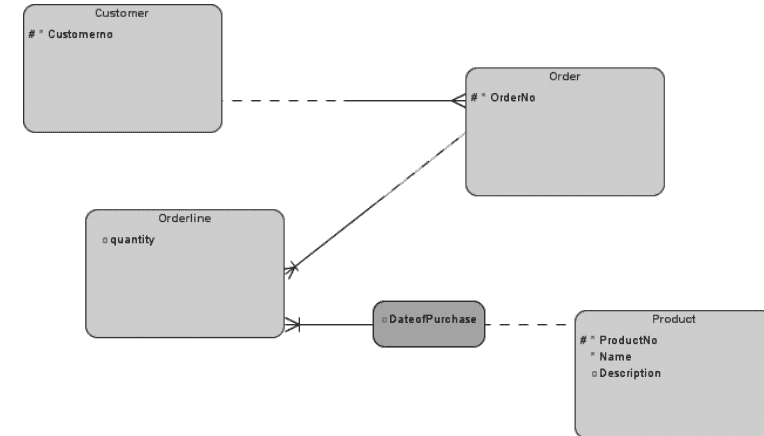 Customer
# * Customerno
Order
# * OrderNo
Orderline
o quantity
o DateofPurchase
Product
# * ProductNo
* Name
o Description